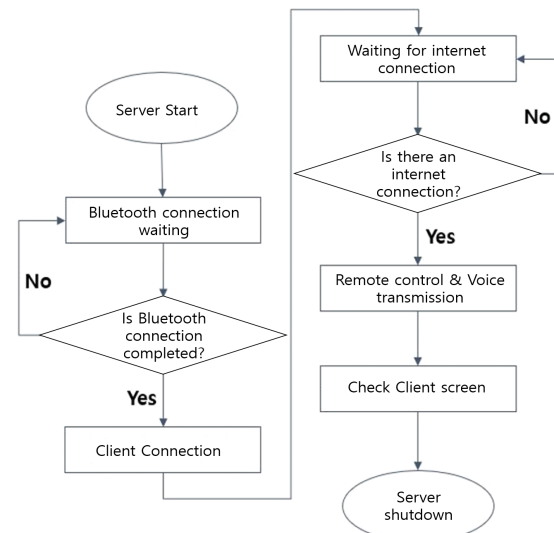 Server Start
Bluetooth connection
waiting
No
Is Bluetooth
connection
completed?
Yes
Client Connection
Waiting for internet
connection
No
Is there an
internet
connection?
Yes
Remote control & Voice
transmission
Check Client screen
Server
shutdown